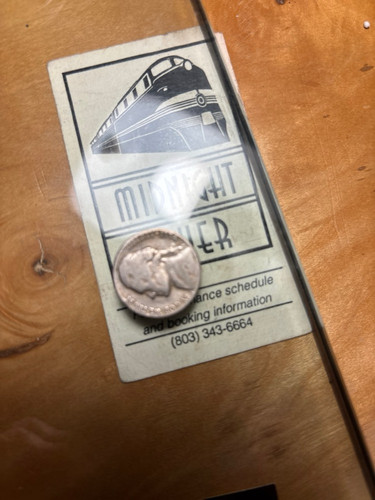 MIDNIGHT
schedule
and booking information
(803) 343-6664